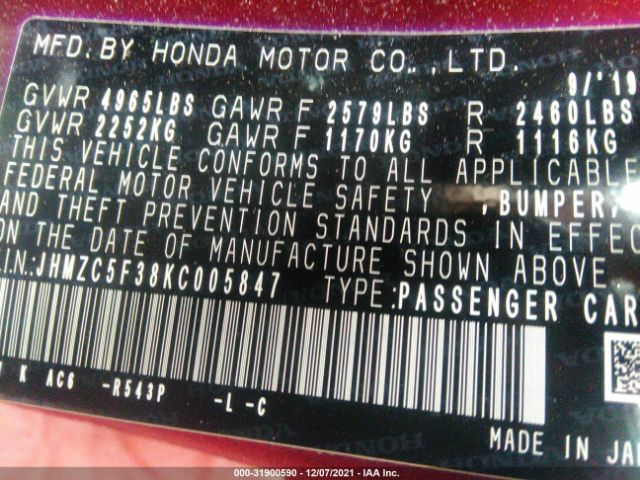 MFD. BY HONDA MOTOR CO., LTD.
9/'19
GVWR 4965LBS GAWR F 2579LBS R 2460LBS
GVWR 2252KG GAWR F 1170KG R 1116KG
THIS VEHICLE CONFORMS TO ALL APPLICABLE
FEDERAL MOTOR VEHICLE SAFETY , BUMPER,
AND THEFT PREVENTION STANDARDS IN EFFEC
ON THE DATE OF MANUFACTURE SHOWN ABOVE
.I.N.:JHMZC5F38KC005847 TYPE:PASSENGER CAR
K AC6 -R543P -L -C
MADE IN JA
000-31900590 - 12/07/2021 - IAA Inc.